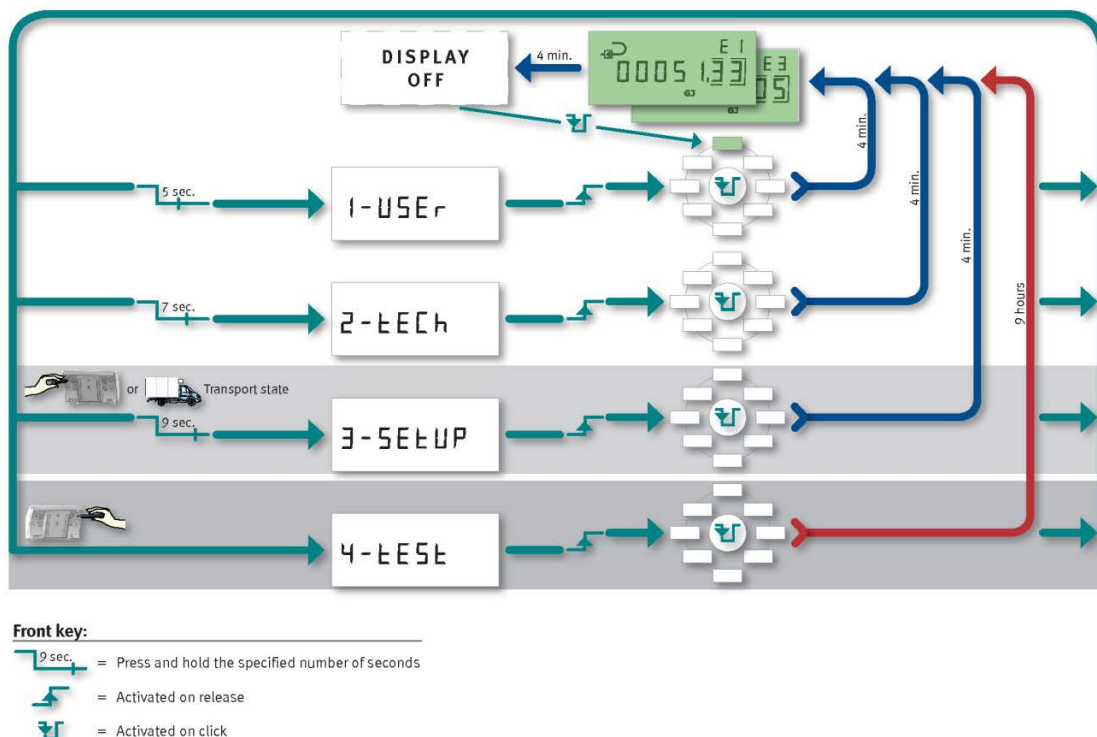 DISPLAY
OFF
4 min.
E1
00051.33
GJ
E3
05
GJ
5 sec.
1-USEr
4 min.
7 sec.
2-tECh
4 min.
or
Transport state
9 sec.
3-SEtUP
4 min.
4-tESt
9 hours
Front key:
9 sec. = Press and hold the specified number of seconds
= Activated on release
= Activated on click